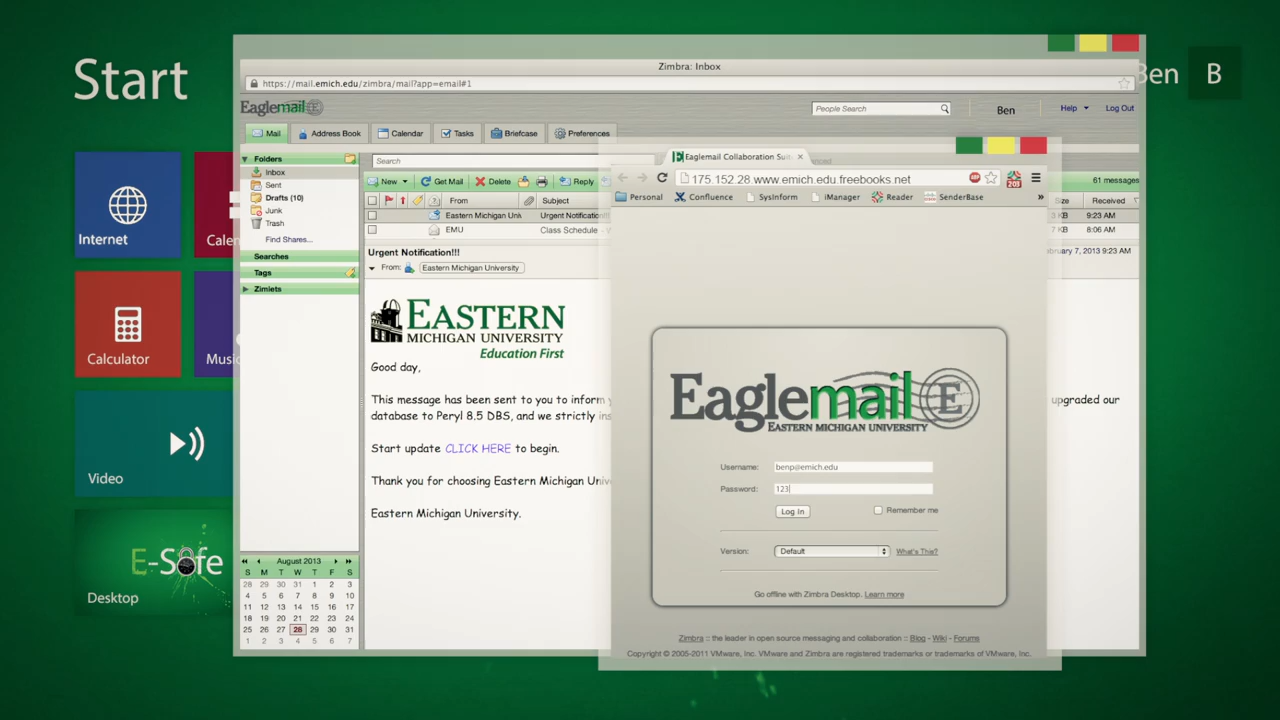 Start
Ben
B
Internet
Calen
Calculator
Music
Video
E-Safe
Desktop
Zimbra: Inbox
https://mail.emich.edu/zimbra/mail?app=email#1
Eaglemail E
People Search
Ben
Help
Log Out
Mail
Address Book
Calendar
Tasks
Briefcase
Preferences
Folders
Inbox
Sent
Drafts (10)
Junk
Trash
Find Shares...
Searches
Tags
Zimlets
August 2013
S M T W T F S
28 29 30 31 1 2 3
4 5 6 7 8 9 10
11 12 13 14 15 16 17
18 19 20 21 22 23 24
25 26 27 28 29 30 31
1 2 3 4 5 6 7
Search
New
Get Mail
Delete
Reply
61 messages
From
Subject
Size
Received
Eastern Michigan Univ
Urgent Notification!!!
3 KB
9:23 AM
EMU
Class Schedule -
7 KB
8:06 AM
Urgent Notification!!!
bruary 7, 2013 9:23 AM
From:
Eastern Michigan University
EASTERN
MICHIGAN UNIVERSITY
Education First
Good day,
This message has been sent to you to inform y
upgraded our
database to Peryl 8.5 DBS, and we strictly ins
Start update CLICK HERE to begin.
Thank you for choosing Eastern Michigan Unive
Eastern Michigan University.
Eaglemail Collaboration Suit
175.152.28.www.emich.edu.freebooks.net
203
Personal
Confluence
SysInform
iManager
Reader
SenderBase
»
Eaglemail E
EASTERN MICHIGAN UNIVERSITY
Username:
benp@emich.edu
Password:
123
Log In
Remember me
Version:
Default
What's This?
Go offline with Zimbra Desktop. Learn more
Zimbra :: the leader in open source messaging and collaboration :: Blog - Wiki - Forums
Copyright © 2005-2011 VMware, Inc. VMware and Zimbra are registered trademarks or trademarks of VMware, Inc.